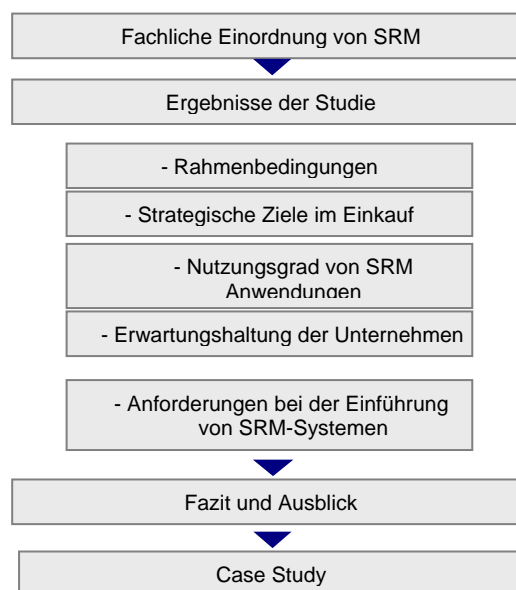 Fachliche Einordnung von SRM
Ergebnisse der Studie
- Rahmenbedingungen
- Strategische Ziele im Einkauf
- Nutzungsgrad von SRM
Anwendungen
- Erwartungshaltung der Unternehmen
- Anforderungen bei der Einführung
von SRM-Systemen
Fazit und Ausblick
Case Study